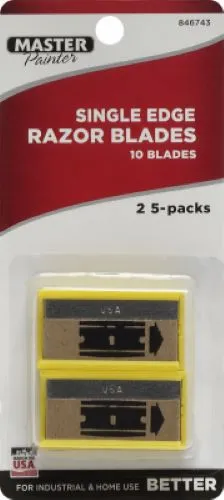 846743
MASTER
Painter
SINGLE EDGE
RAZOR BLADES
10 BLADES
2 5-packs
USA
USA
USA
FOR INDUSTRIAL & HOME USE
BETTER